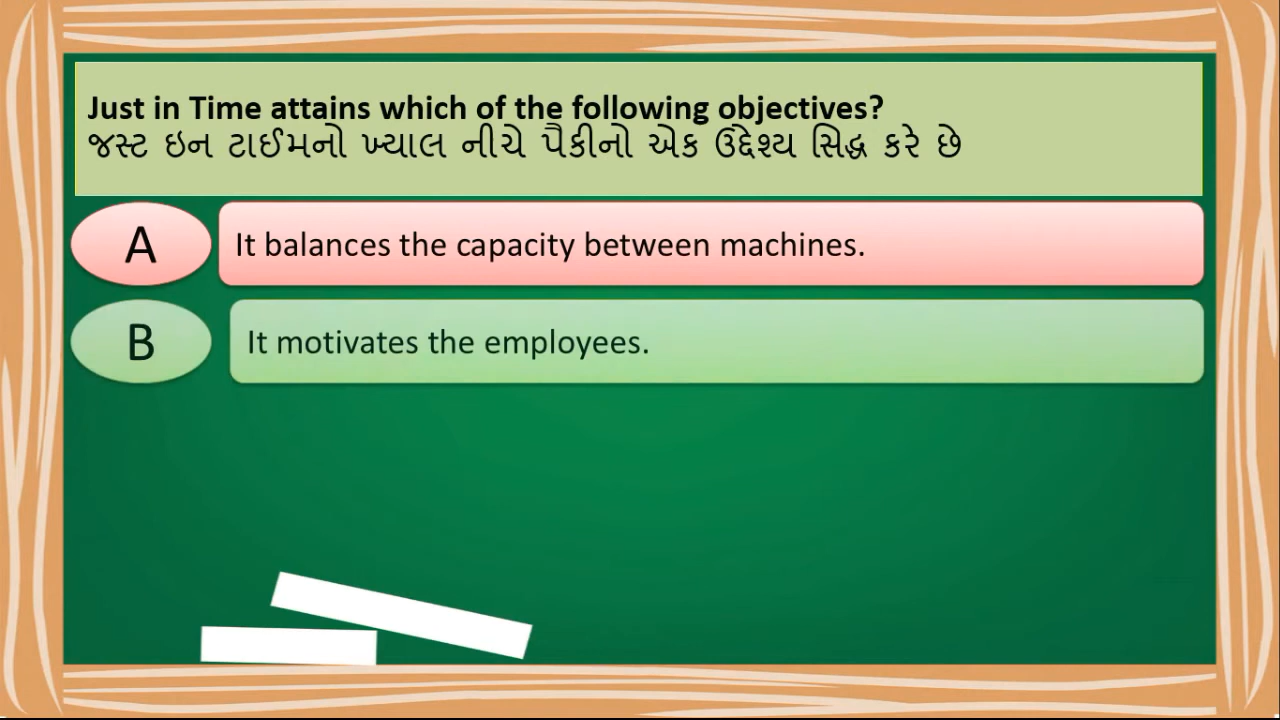 Just in Time attains which of the following objectives?
જસ્ટ ઇન ટાઈમનો ખ્યાલ નીચે પૈકીનો એક ઉદ્દેશ્ય સિદ્ધ કરે છે
A It balances the capacity between machines.
B It motivates the employees.